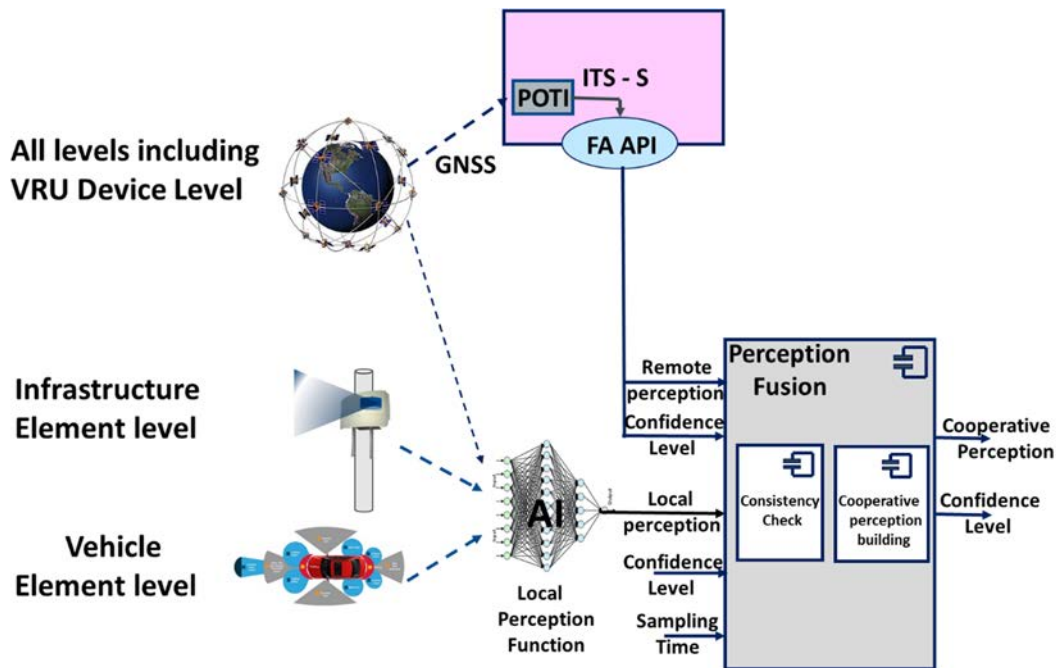 ITS - S
POTI
FA API
GNSS
All levels including
VRU Device Level
Infrastructure
Element level
Vehicle
Element level
AI
Local
Perception
Function
Remote
perception
Confidence
Level
Local
perception
Confidence
Level
Sampling
Time
Perception
Fusion
Consistency
Check
Cooperative
perception
building
Cooperative
Perception
Confidence
Level